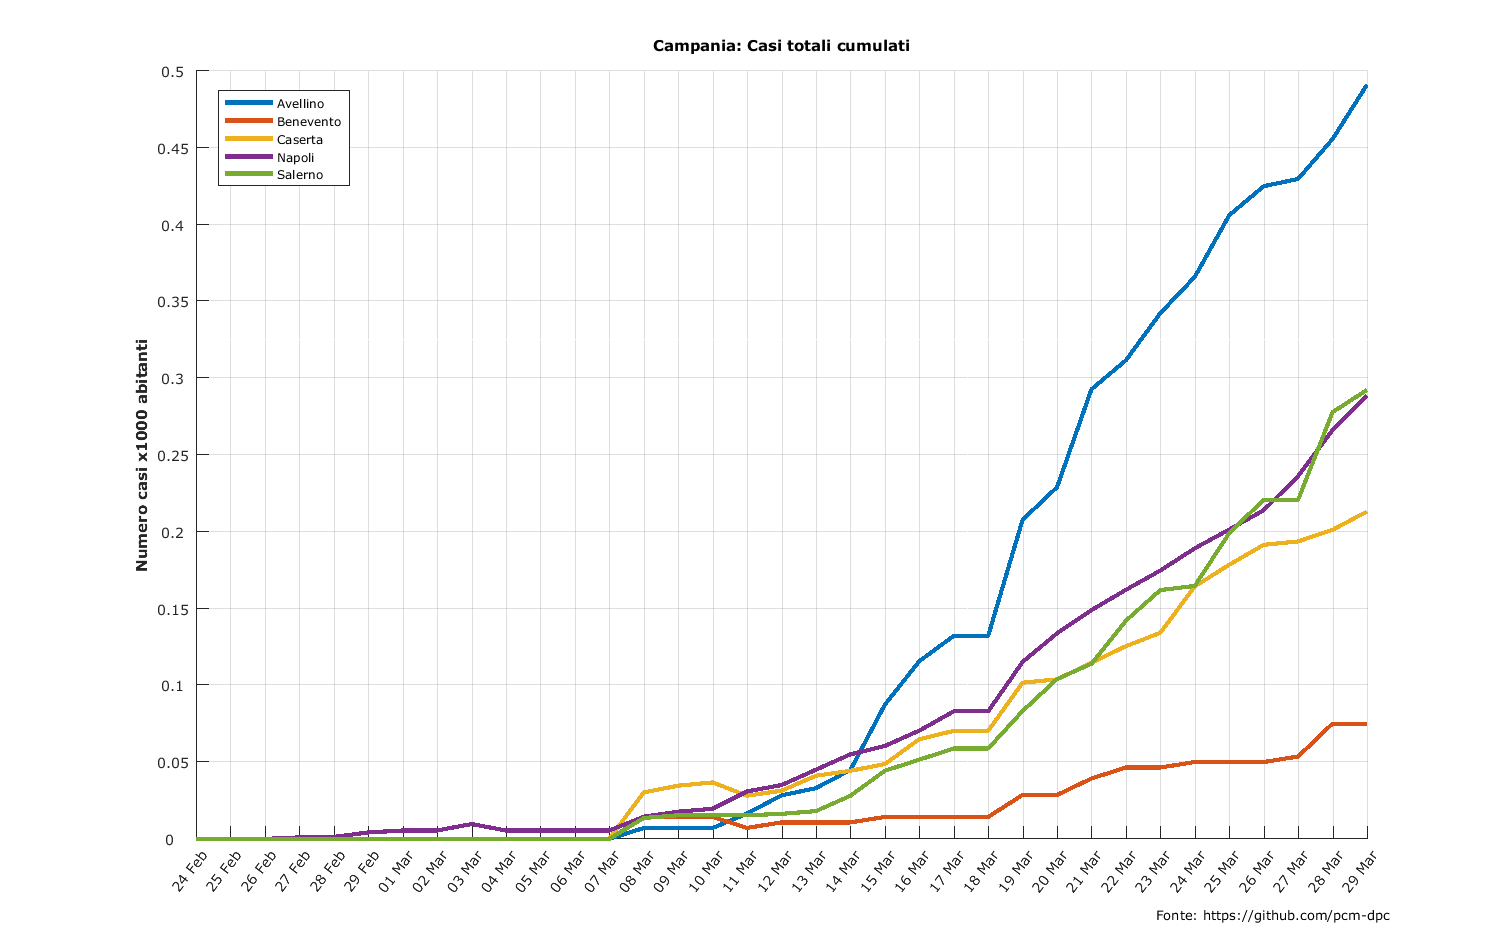 Campania: Casi totali cumulati
Numero casi x1000 abitanti
0.5
0.45
0.4
0.35
0.3
0.25
0.2
0.15
0.1
0.05
0
Avellino
Benevento
Caserta
Napoli
Salerno
24 Feb
25 Feb
26 Feb
27 Feb
28 Feb
29 Feb
01 Mar
02 Mar
03 Mar
04 Mar
05 Mar
06 Mar
07 Mar
08 Mar
09 Mar
10 Mar
11 Mar
12 Mar
13 Mar
14 Mar
15 Mar
16 Mar
17 Mar
18 Mar
19 Mar
20 Mar
21 Mar
22 Mar
23 Mar
24 Mar
25 Mar
26 Mar
27 Mar
28 Mar
29 Mar
Fonte: https://github.com/pcm-dpc